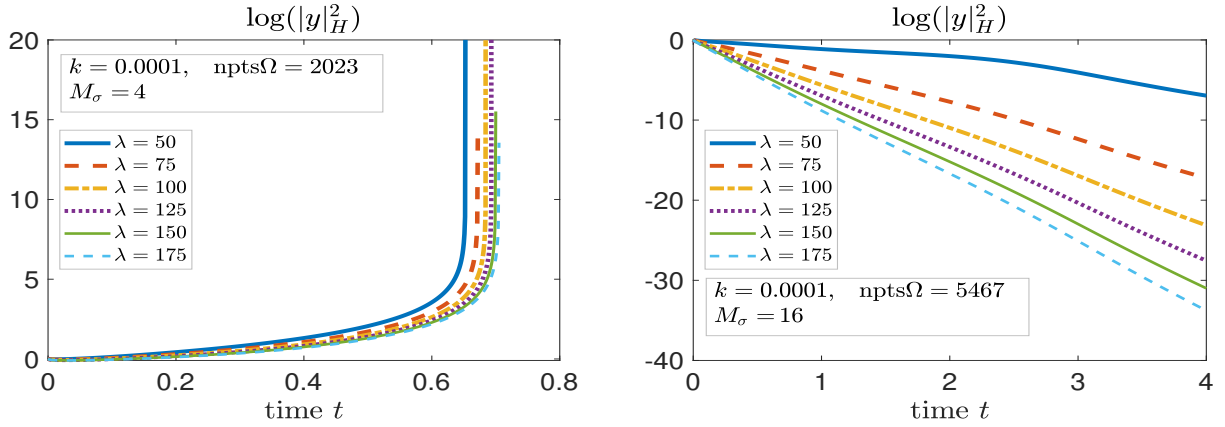 log(|y|²_H)
20
15
10
5
0
k = 0.0001, nptsΩ = 2023
M_σ = 4
λ = 50
λ = 75
λ = 100
λ = 125
λ = 150
λ = 175
0 0.2 0.4 0.6 0.8
time t
log(|y|²_H)
0
-10
-20
-30
-40
λ = 50
λ = 75
λ = 100
λ = 125
λ = 150
λ = 175
k = 0.0001, nptsΩ = 5467
M_σ = 16
0 1 2 3 4
time t